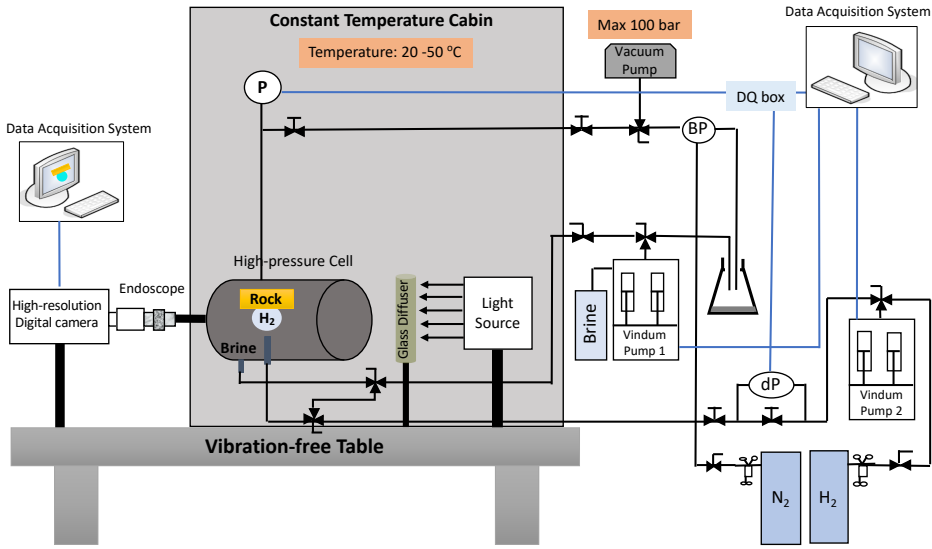 Constant Temperature Cabin
Temperature: 20 -50 °C
Max 100 bar
Vacuum
Pump
Data Acquisition System
P
DQ box
BP
Data Acquisition System
High-pressure Cell
Endoscope
High-resolution
Digital camera
Rock
H2
Brine
Glass Diffuser
Light
Source
Brine
Vindum
Pump 1
dP
Vindum
Pump 2
Vibration-free Table
N2
H2